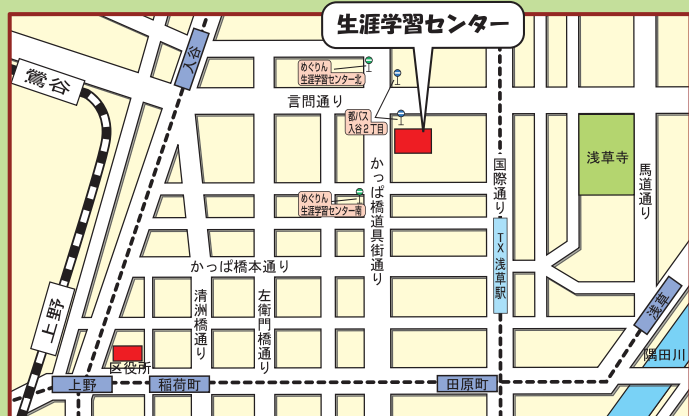 生涯学習センター
入谷
鶯谷
めぐりん
生涯学習センター北
言問通り
都バス
入谷2丁目
浅草寺
国際通り
馬道通り
かっぱ橋道具街通り
めぐりん
生涯学習センター南
TX浅草駅
かっぱ橋本通り
清洲橋通り
左衛門橋通り
上野
浅草
隅田川
区役所
上野
稲荷町
田原町